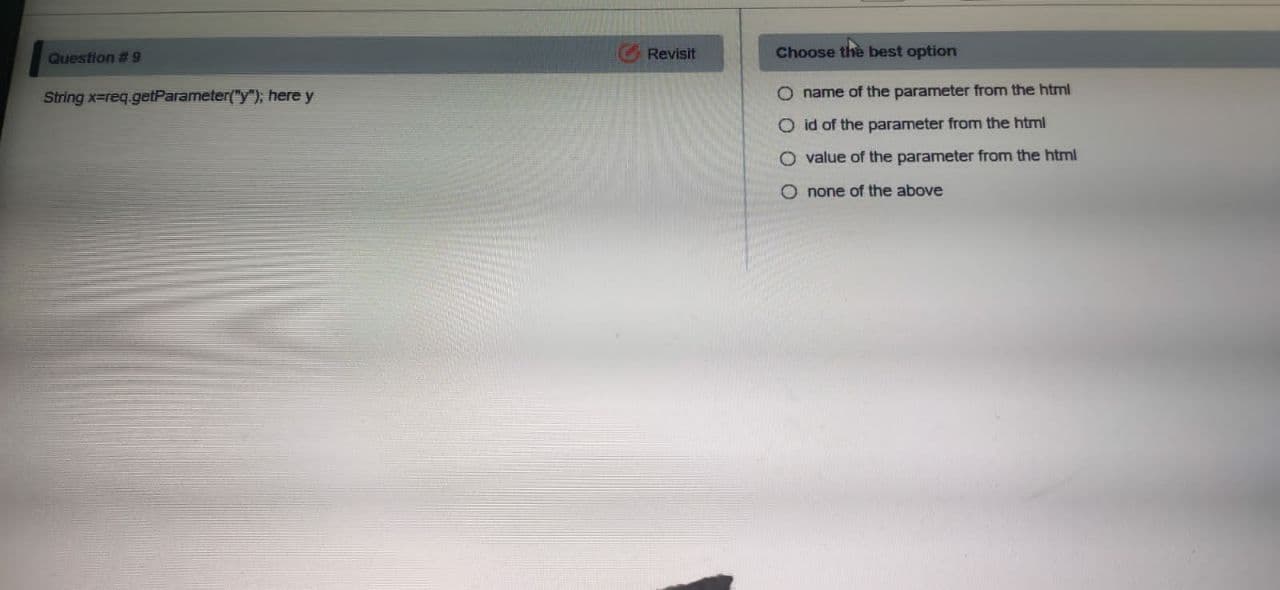 Question # 9
Revisit
String x=req.getParameter("y"); here y
Choose the best option
name of the parameter from the html
id of the parameter from the html
value of the parameter from the html
none of the above